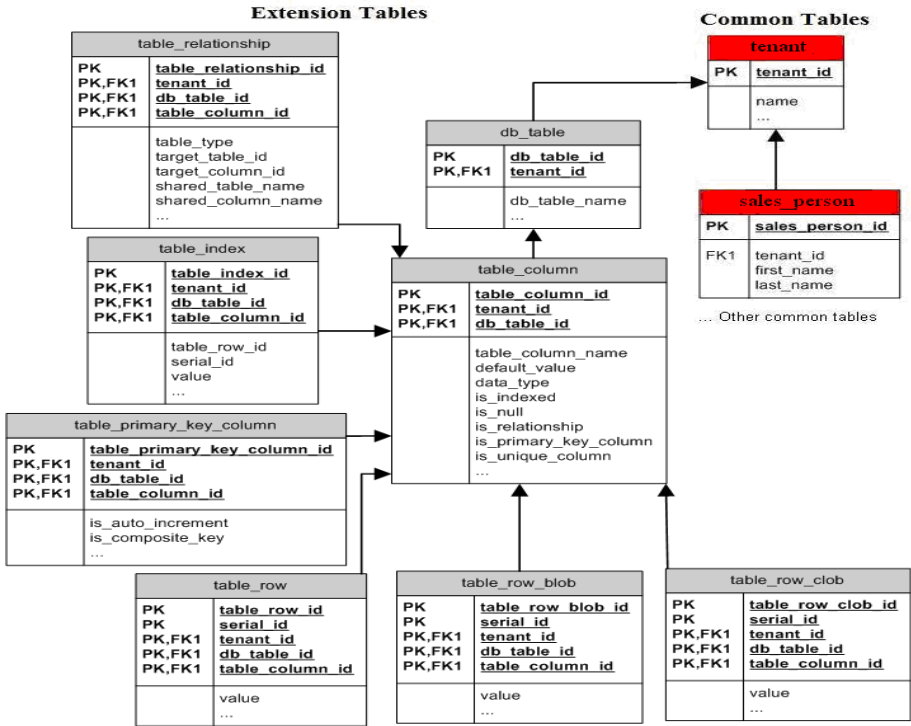 Extension Tables
Common Tables
table_relationship
PK table_relationship_id
PK,FK1 tenant_id
PK,FK1 db_table_id
PK,FK1 table_column_id
table_type
target_table_id
target_column_id
shared_table_name
shared_column_name
...
tenant
PK tenant_id
name
...
db_table
PK db_table_id
PK,FK1 tenant_id
db_table_name
...
sales_person
PK sales_person_id
FK1 tenant_id
first_name
last_name
... Other common tables
table_index
PK table_index_id
PK,FK1 tenant_id
PK,FK1 db_table_id
PK,FK1 table_column_id
table_row_id
serial_id
value
...
table_column
PK table_column_id
PK,FK1 tenant_id
PK,FK1 db_table_id
table_column_name
default_value
data_type
is_indexed
is_null
is_relationship
is_primary_key_column
is_unique_column
...
table_primary_key_column
PK table_primary_key_column_id
PK,FK1 tenant_id
PK,FK1 db_table_id
PK,FK1 table_column_id
is_auto_increment
is_composite_key
...
table_row
PK table_row_id
PK serial_id
PK,FK1 tenant_id
PK,FK1 db_table_id
PK,FK1 table_column_id
value
...
table_row_blob
PK table_row_blob_id
PK serial_id
PK,FK1 tenant_id
PK,FK1 db_table_id
PK,FK1 table_column_id
value
...
table_row_clob
PK table_row_clob_id
PK serial_id
PK,FK1 tenant_id
PK,FK1 db_table_id
PK,FK1 table_column_id
value
...